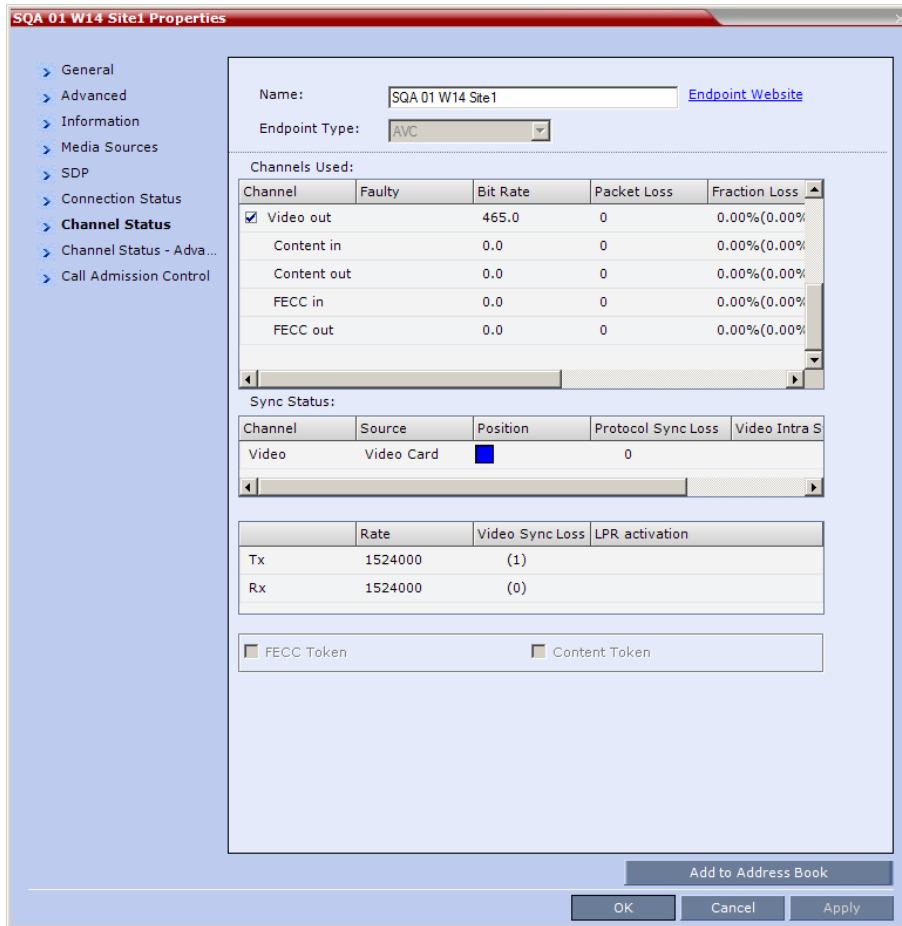 SQA 01 W14 Site1 Properties
General
Advanced
Information
Media Sources
SDP
Connection Status
Channel Status
Channel Status - Adva...
Call Admission Control
Name: SQA 01 W14 Site1 Endpoint Website
Endpoint Type: AVC
Channels Used:
Channel Faulty Bit Rate Packet Loss Fraction Loss
Video out 465.0 0 0.00%(0.00%
Content in 0.0 0 0.00%(0.00%
Content out 0.0 0 0.00%(0.00%
FECC in 0.0 0 0.00%(0.00%
FECC out 0.0 0 0.00%(0.00%
Sync Status:
Channel Source Position Protocol Sync Loss Video Intra S
Video Video Card 0
Rate Video Sync Loss LPR activation
Tx 1524000 (1)
Rx 1524000 (0)
FECC Token Content Token
Add to Address Book
OK Cancel Apply